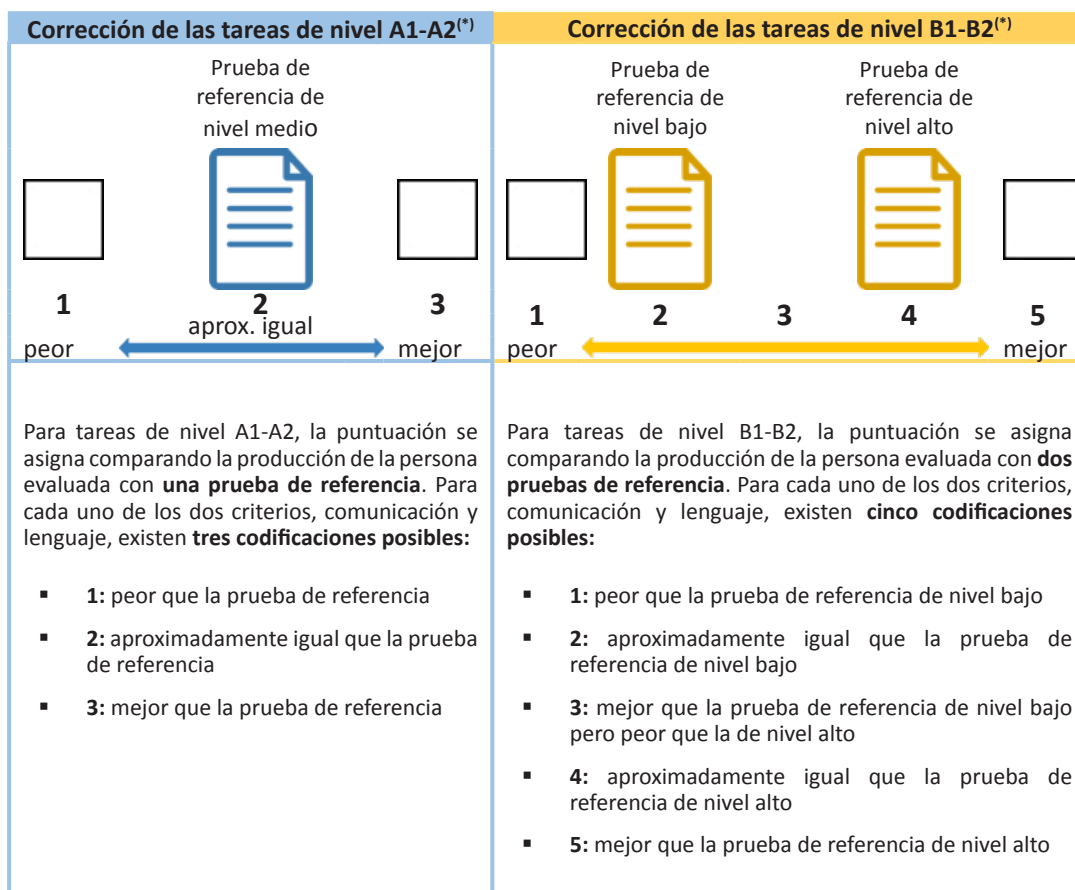 Corrección de las tareas de nivel A1-A2(*)
Prueba de
referencia de
nivel medio
1
2
3
aprox. igual
peor
mejor
Para tareas de nivel A1-A2, la puntuación se
asigna comparando la producción de la persona
evaluada con una prueba de referencia. Para
cada uno de los dos criterios, comunicación y
lenguaje, existen tres codificaciones posibles:
▪ 1: peor que la prueba de referencia
▪ 2: aproximadamente igual que la prueba
de referencia
▪ 3: mejor que la prueba de referencia
Corrección de las tareas de nivel B1-B2(*)
Prueba de
referencia de
nivel bajo
Prueba de
referencia de
nivel alto
1
2
3
4
5
peor
mejor
Para tareas de nivel B1-B2, la puntuación se asigna
comparando la producción de la persona evaluada con dos
pruebas de referencia. Para cada uno de los dos criterios,
comunicación y lenguaje, existen cinco codificaciones
posibles:
▪ 1: peor que la prueba de referencia de nivel bajo
▪ 2: aproximadamente igual que la prueba de
referencia de nivel bajo
▪ 3: mejor que la prueba de referencia de nivel bajo
pero peor que la de nivel alto
▪ 4: aproximadamente igual que la prueba de
referencia de nivel alto
▪ 5: mejor que la prueba de referencia de nivel alto